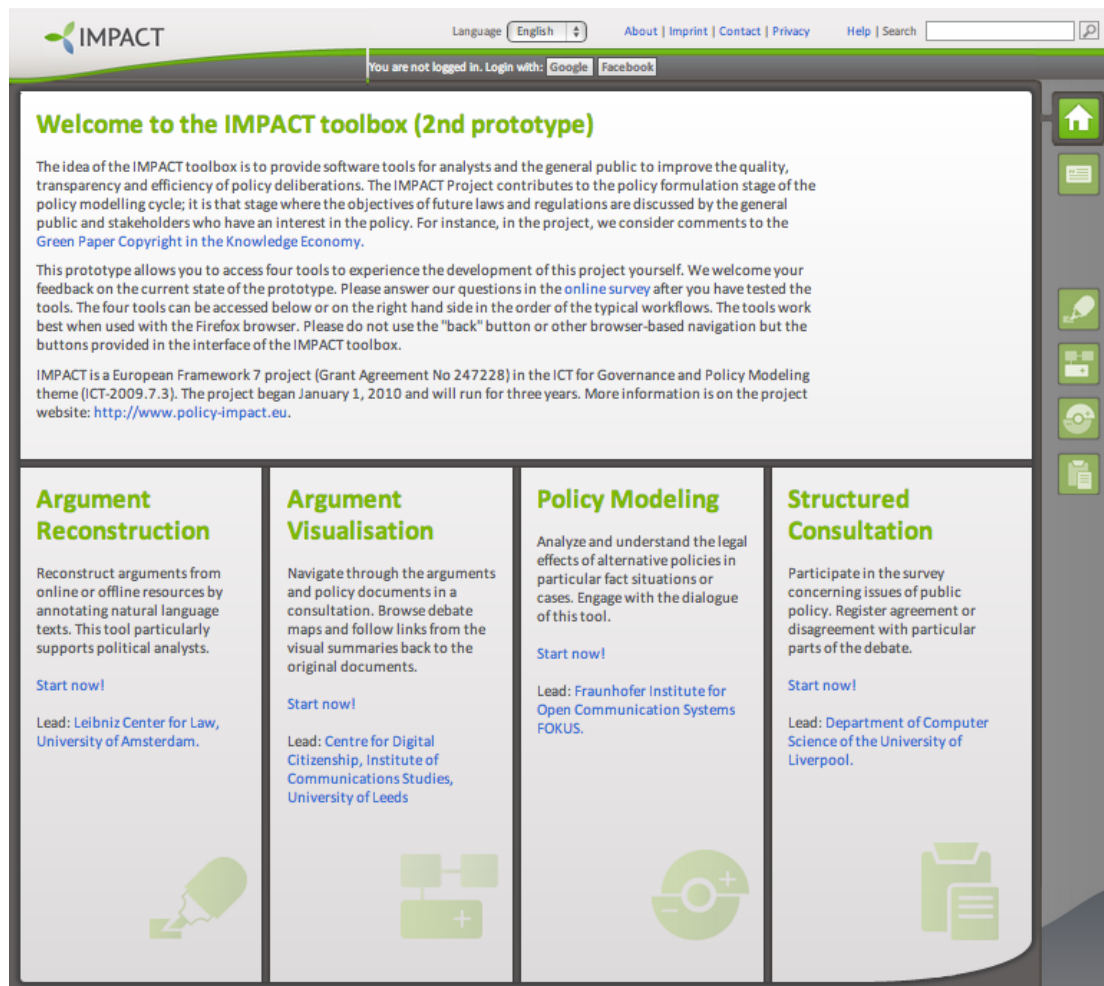 IMPACT
Language English About | Imprint | Contact | Privacy Help | Search
You are not logged in. Login with: Google Facebook
Welcome to the IMPACT toolbox (2nd prototype)
The idea of the IMPACT toolbox is to provide software tools for analysts and the general public to improve the quality,
transparency and efficiency of policy deliberations. The IMPACT Project contributes to the policy formulation stage of the
policy modelling cycle; it is that stage where the objectives of future laws and regulations are discussed by the general
public and stakeholders who have an interest in the policy. For instance, in the project, we consider comments to the
Green Paper Copyright in the Knowledge Economy.
This prototype allows you to access four tools to experience the development of this project yourself. We welcome your
feedback on the current state of the prototype. Please answer our questions in the online survey after you have tested the
tools. The four tools can be accessed below or on the right hand side in the order of the typical workflows. The tools work
best when used with the Firefox browser. Please do not use the "back" button or other browser-based navigation but the
buttons provided in the interface of the IMPACT toolbox.
IMPACT is a European Framework 7 project (Grant Agreement No 247228) in the ICT for Governance and Policy Modeling
theme (ICT-2009.7.3). The project began January 1, 2010 and will run for three years. More information is on the project
website: http://www.policy-impact.eu.
Argument
Reconstruction
Reconstruct arguments from
online or offline resources by
annotating natural language
texts. This tool particularly
supports political analysts.
Start now!
Lead: Leibniz Center for Law,
University of Amsterdam.
Argument
Visualisation
Navigate through the arguments
and policy documents in a
consultation. Browse debate
maps and follow links from the
visual summaries back to the
original documents.
Start now!
Lead: Centre for Digital
Citizenship, Institute of
Communications Studies,
University of Leeds
Policy Modeling
Analyze and understand the legal
effects of alternative policies in
particular fact situations or
cases. Engage with the dialogue
of this tool.
Start now!
Lead: Fraunhofer Institute for
Open Communication Systems
FOKUS.
Structured
Consultation
Participate in the survey
concerning issues of public
policy. Register agreement or
disagreement with particular
parts of the debate.
Start now!
Lead: Department of Computer
Science of the University of
Liverpool.